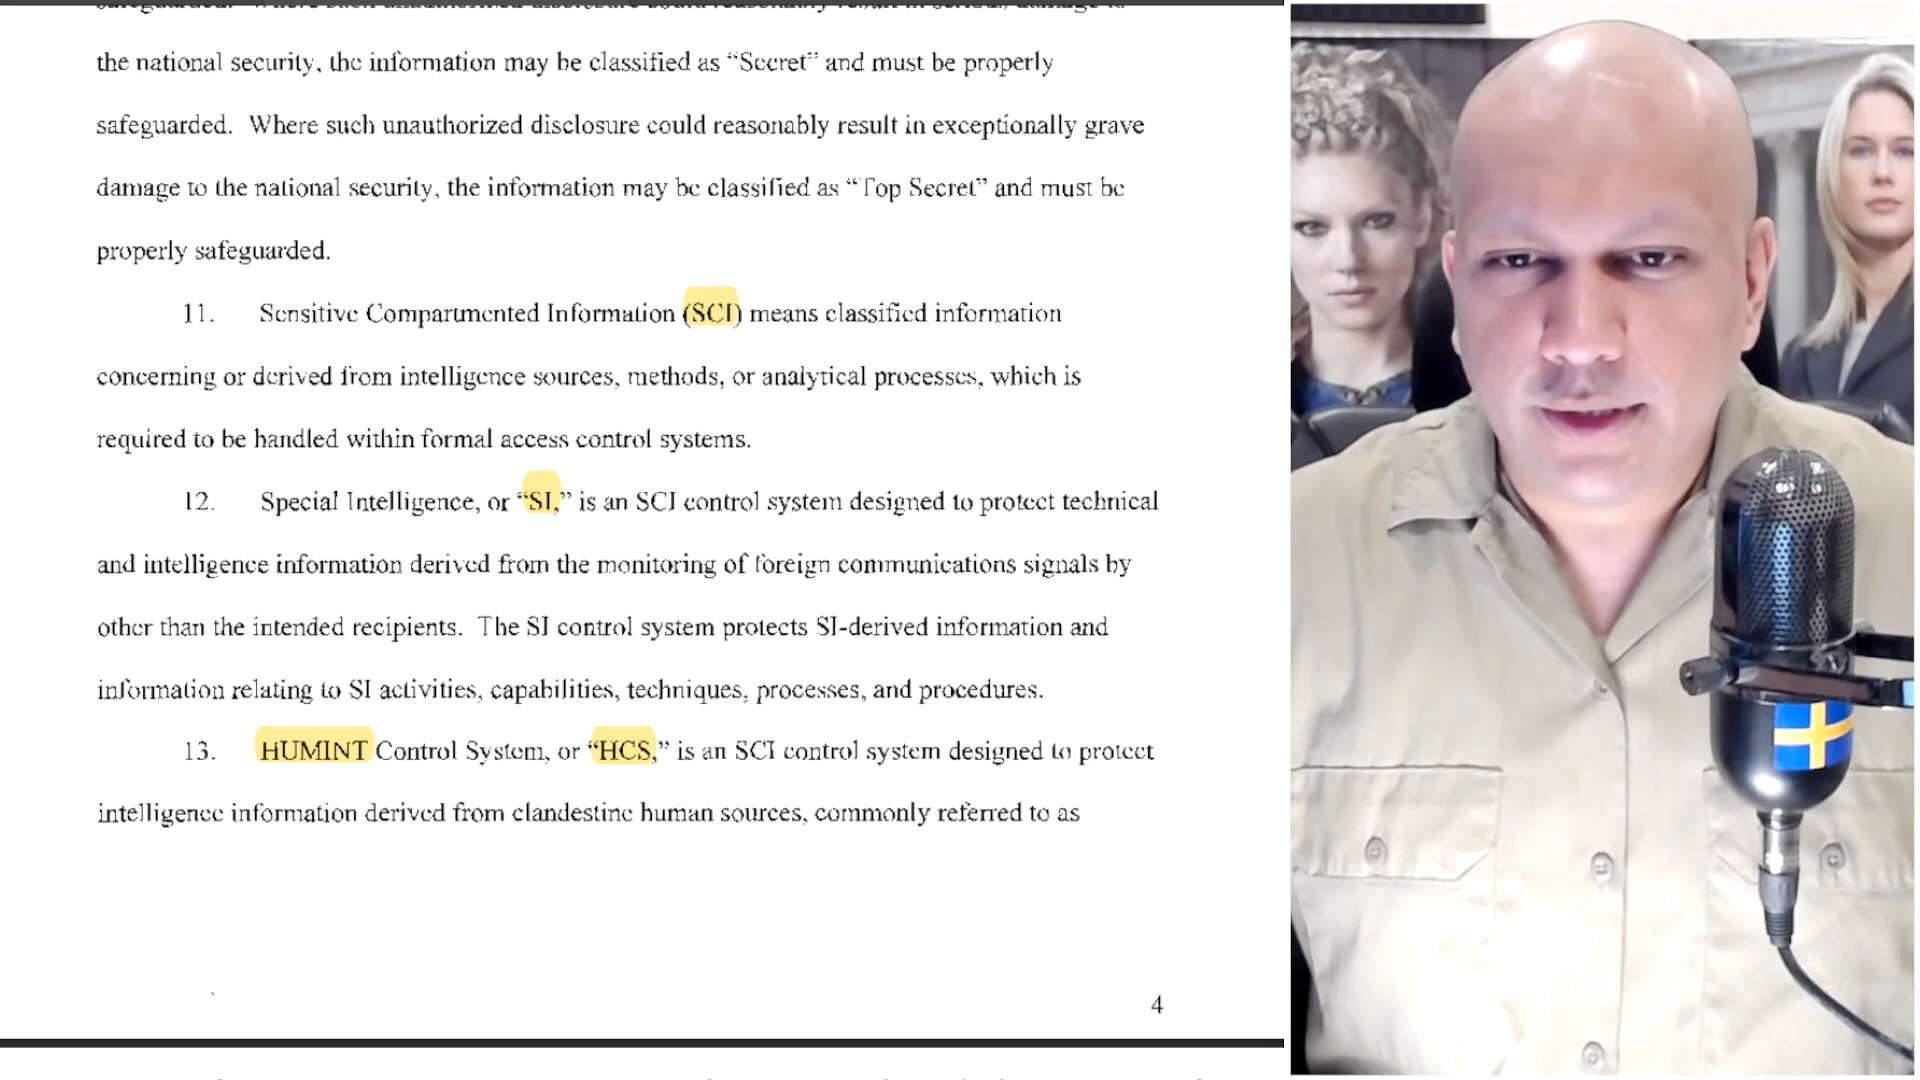 the national security, the information may be classified as “Secret” and must be properly
safeguarded. Where such unauthorized disclosure could reasonably result in exceptionally grave
damage to the national security, the information may be classified as “Top Secret” and must be
properly safeguarded.
11. Sensitive Compartmented Information (SCI) means classified information
concerning or derived from intelligence sources, methods, or analytical processes, which is
required to be handled within formal access control systems.
12. Special Intelligence, or “SI,” is an SCI control system designed to protect technical
and intelligence information derived from the monitoring of foreign communications signals by
other than the intended recipients. The SI control system protects SI-derived information and
information relating to SI activities, capabilities, techniques, processes, and procedures.
13. HUMINT Control System, or “HCS,” is an SCI control system designed to protect
intelligence information derived from clandestine human sources, commonly referred to as
4